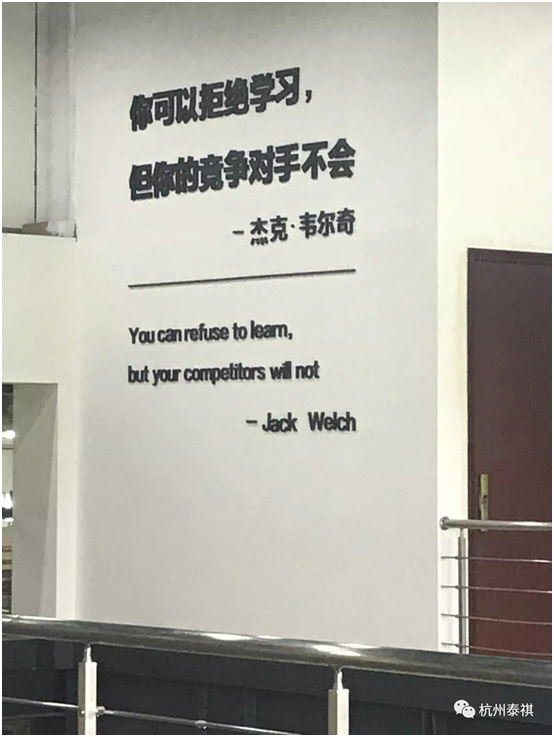 你可以拒绝学习，
但你的竞争对手不会
–杰克·韦尔奇
You can refuse to learn,
but your competitors will not
– Jack Welch
杭州泰祺